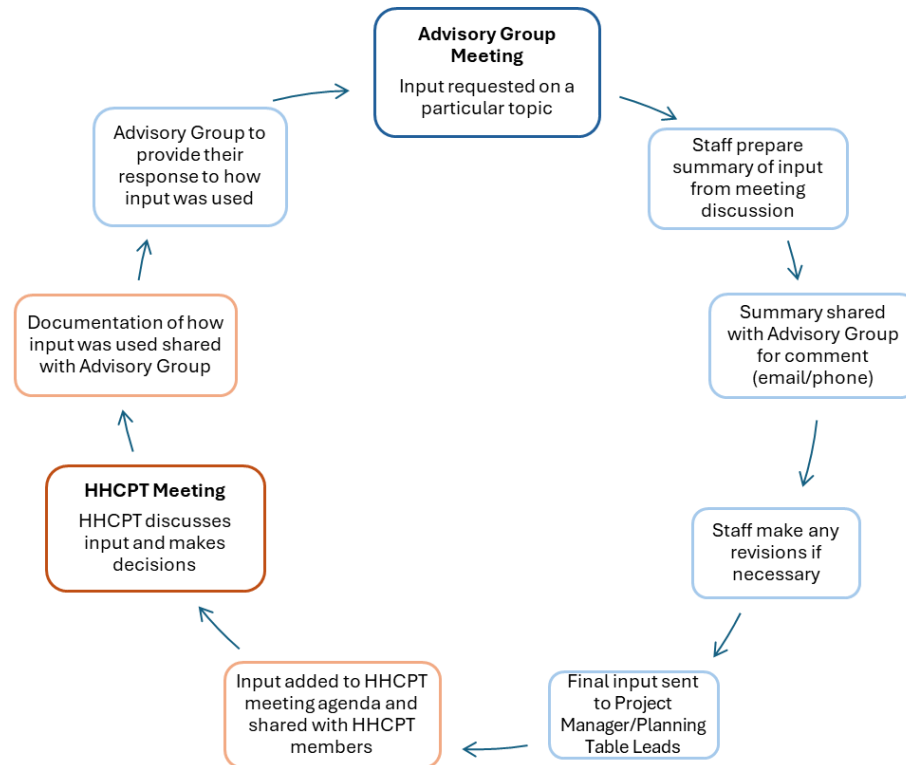 Advisory Group
Meeting
Input requested on a
particular topic
Staff prepare
summary of input
from meeting
discussion
Summary shared
with Advisory Group
for comment
(email/phone)
Staff make any
revisions if
necessary
Final input sent
to Project
Manager/Planning
Table Leads
Input added to HHCPT
meeting agenda and
shared with HHCPT
members
HHCPT Meeting
HHCPT discusses
input and makes
decisions
Documentation of how
input was used shared
with Advisory Group
Advisory Group to
provide their
response to how
input was used